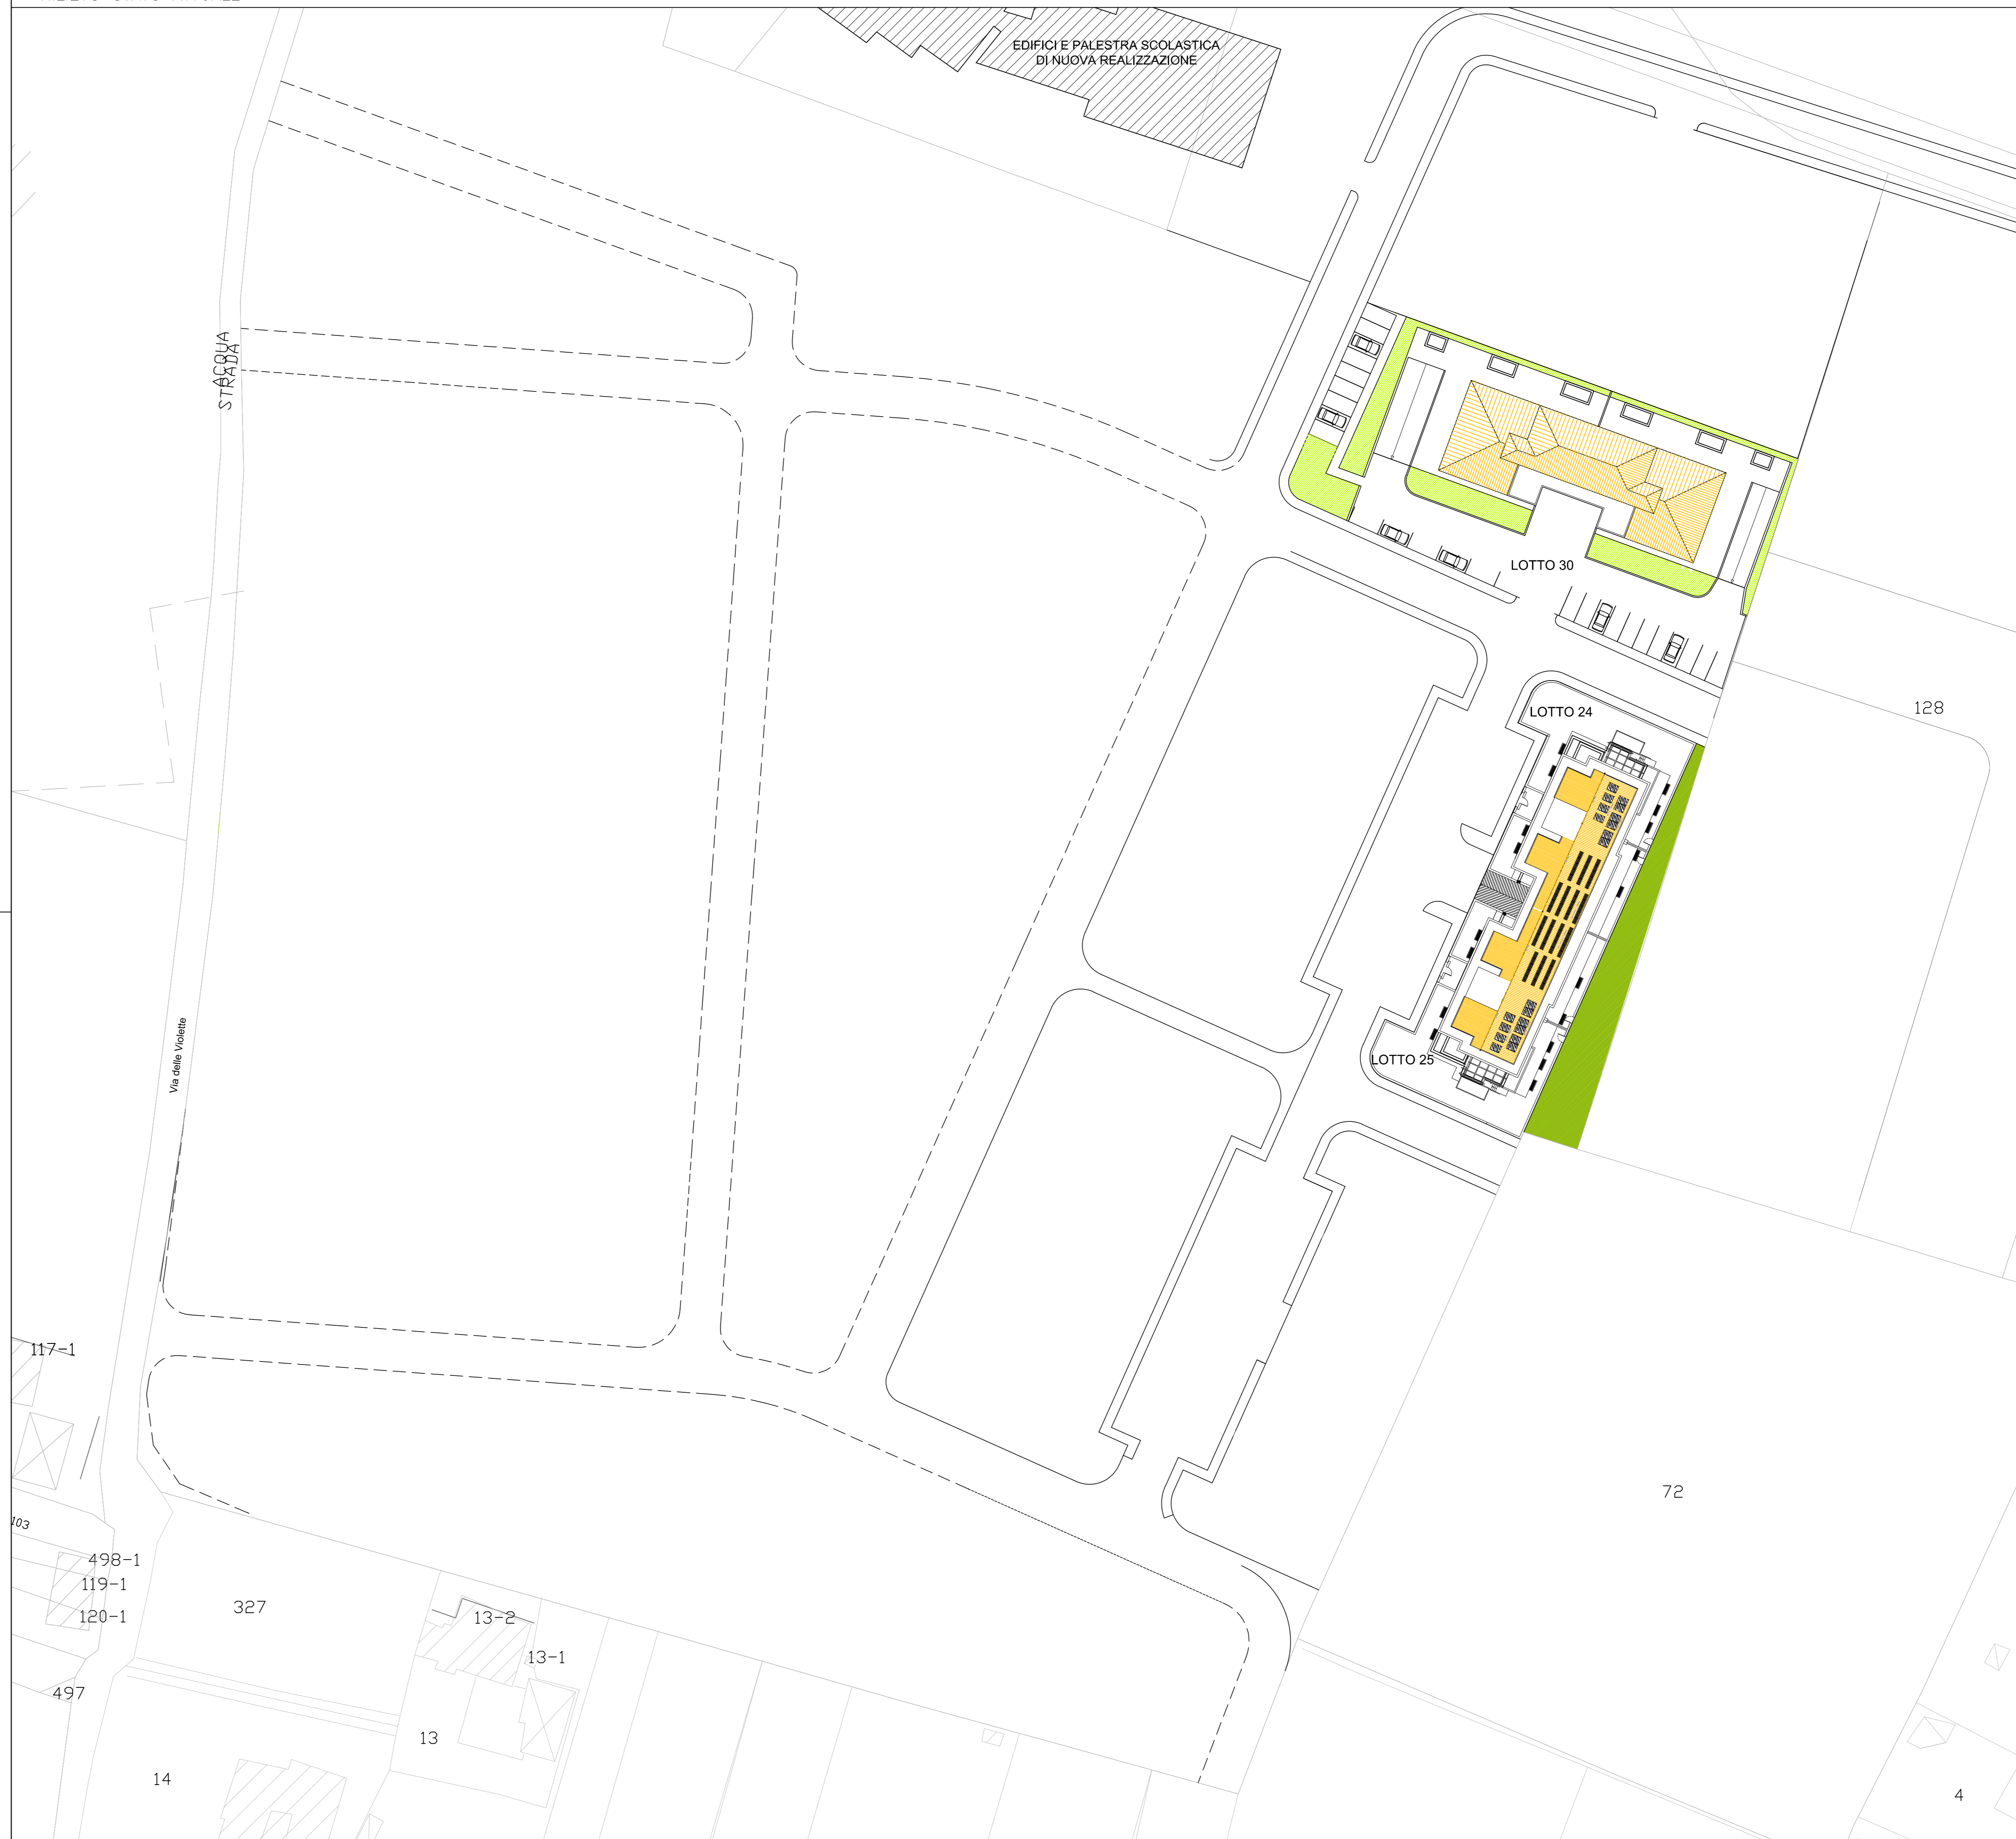 EDIFICI E PALESTRA SCOLASTICA
DI NUOVA REALIZZAZIONE
ACQUA
STRADA
LOTTO 30
LOTTO 24
128
LOTTO 25
Via delle Violette
117-1
72
103
498-1
119-1
120-1
327
13-2
13-1
497
13
14
4